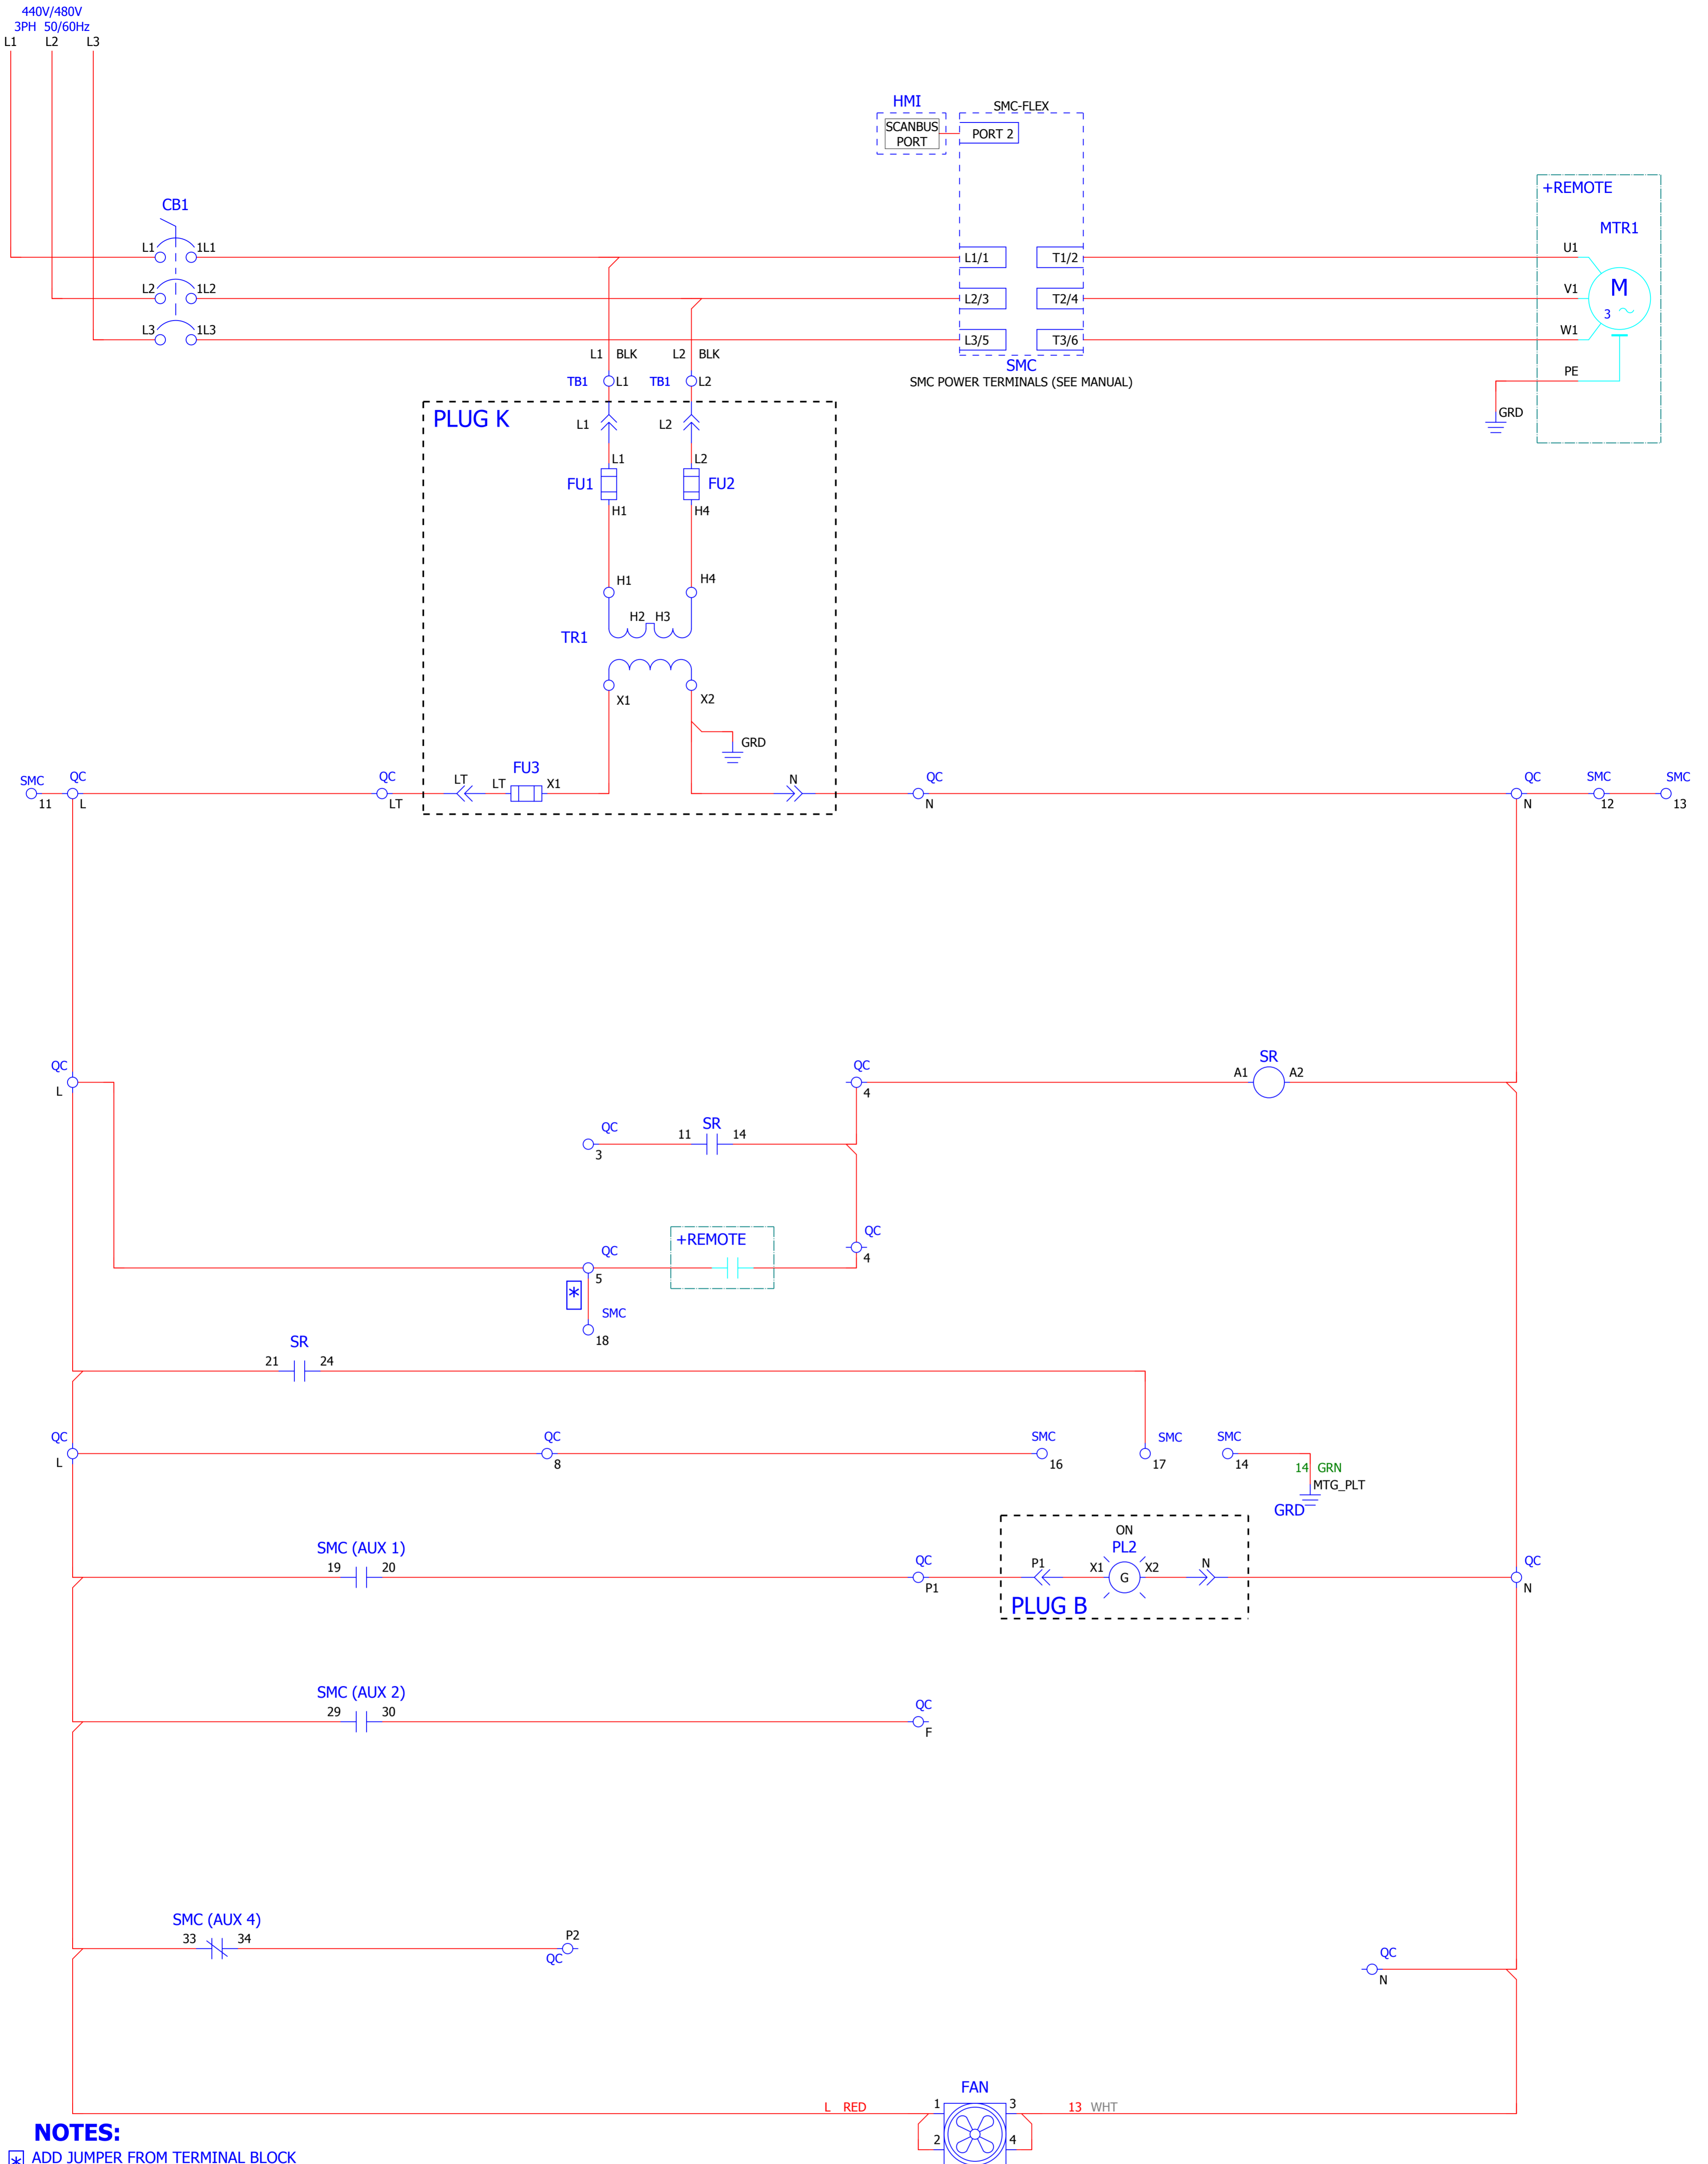 440V/480V
3PH 50/60Hz
L1 L2 L3
HMI
SCANBUS
PORT
SMC-FLEX
PORT 2
+REMOTE
MTR1
CB1
L1 1L1
L1/1 T1/2
U1
L2 1L2
L2/3 T2/4
V1
M
3
L3 1L3
L3/5 T3/6
W1
L1 BLK L2 BLK
SMC
SMC POWER TERMINALS (SEE MANUAL)
PE
GRD
TB1 L1 TB1 L2
PLUG K
L1 L2
L1 L2
FU1 FU2
H1 H4
H1 H4
H2 H3
TR1
X1 X2
GRD
SMC QC QC
LT FU3
LT X1
N
QC
QC SMC SMC
11 L LT N N 12 13
QC
L
QC
4
SR
A1 A2
QC
3
SR
11 14
QC
5
+REMOTE
QC
4
*
SMC
18
SR
21 24
QC
L
QC
8
SMC
16
SMC
17
SMC
14
14 GRN
MTG_PLT
GRD
SMC (AUX 1)
19 20
QC
P1
ON
PL2
P1 X1 G X2 N
PLUG B
QC
N
SMC (AUX 2)
29 30
QC
F
SMC (AUX 4)
33 34
P2
QC
QC
N
FAN
L RED 1 3 13 WHT
2 4
NOTES:
* ADD JUMPER FROM TERMINAL BLOCK